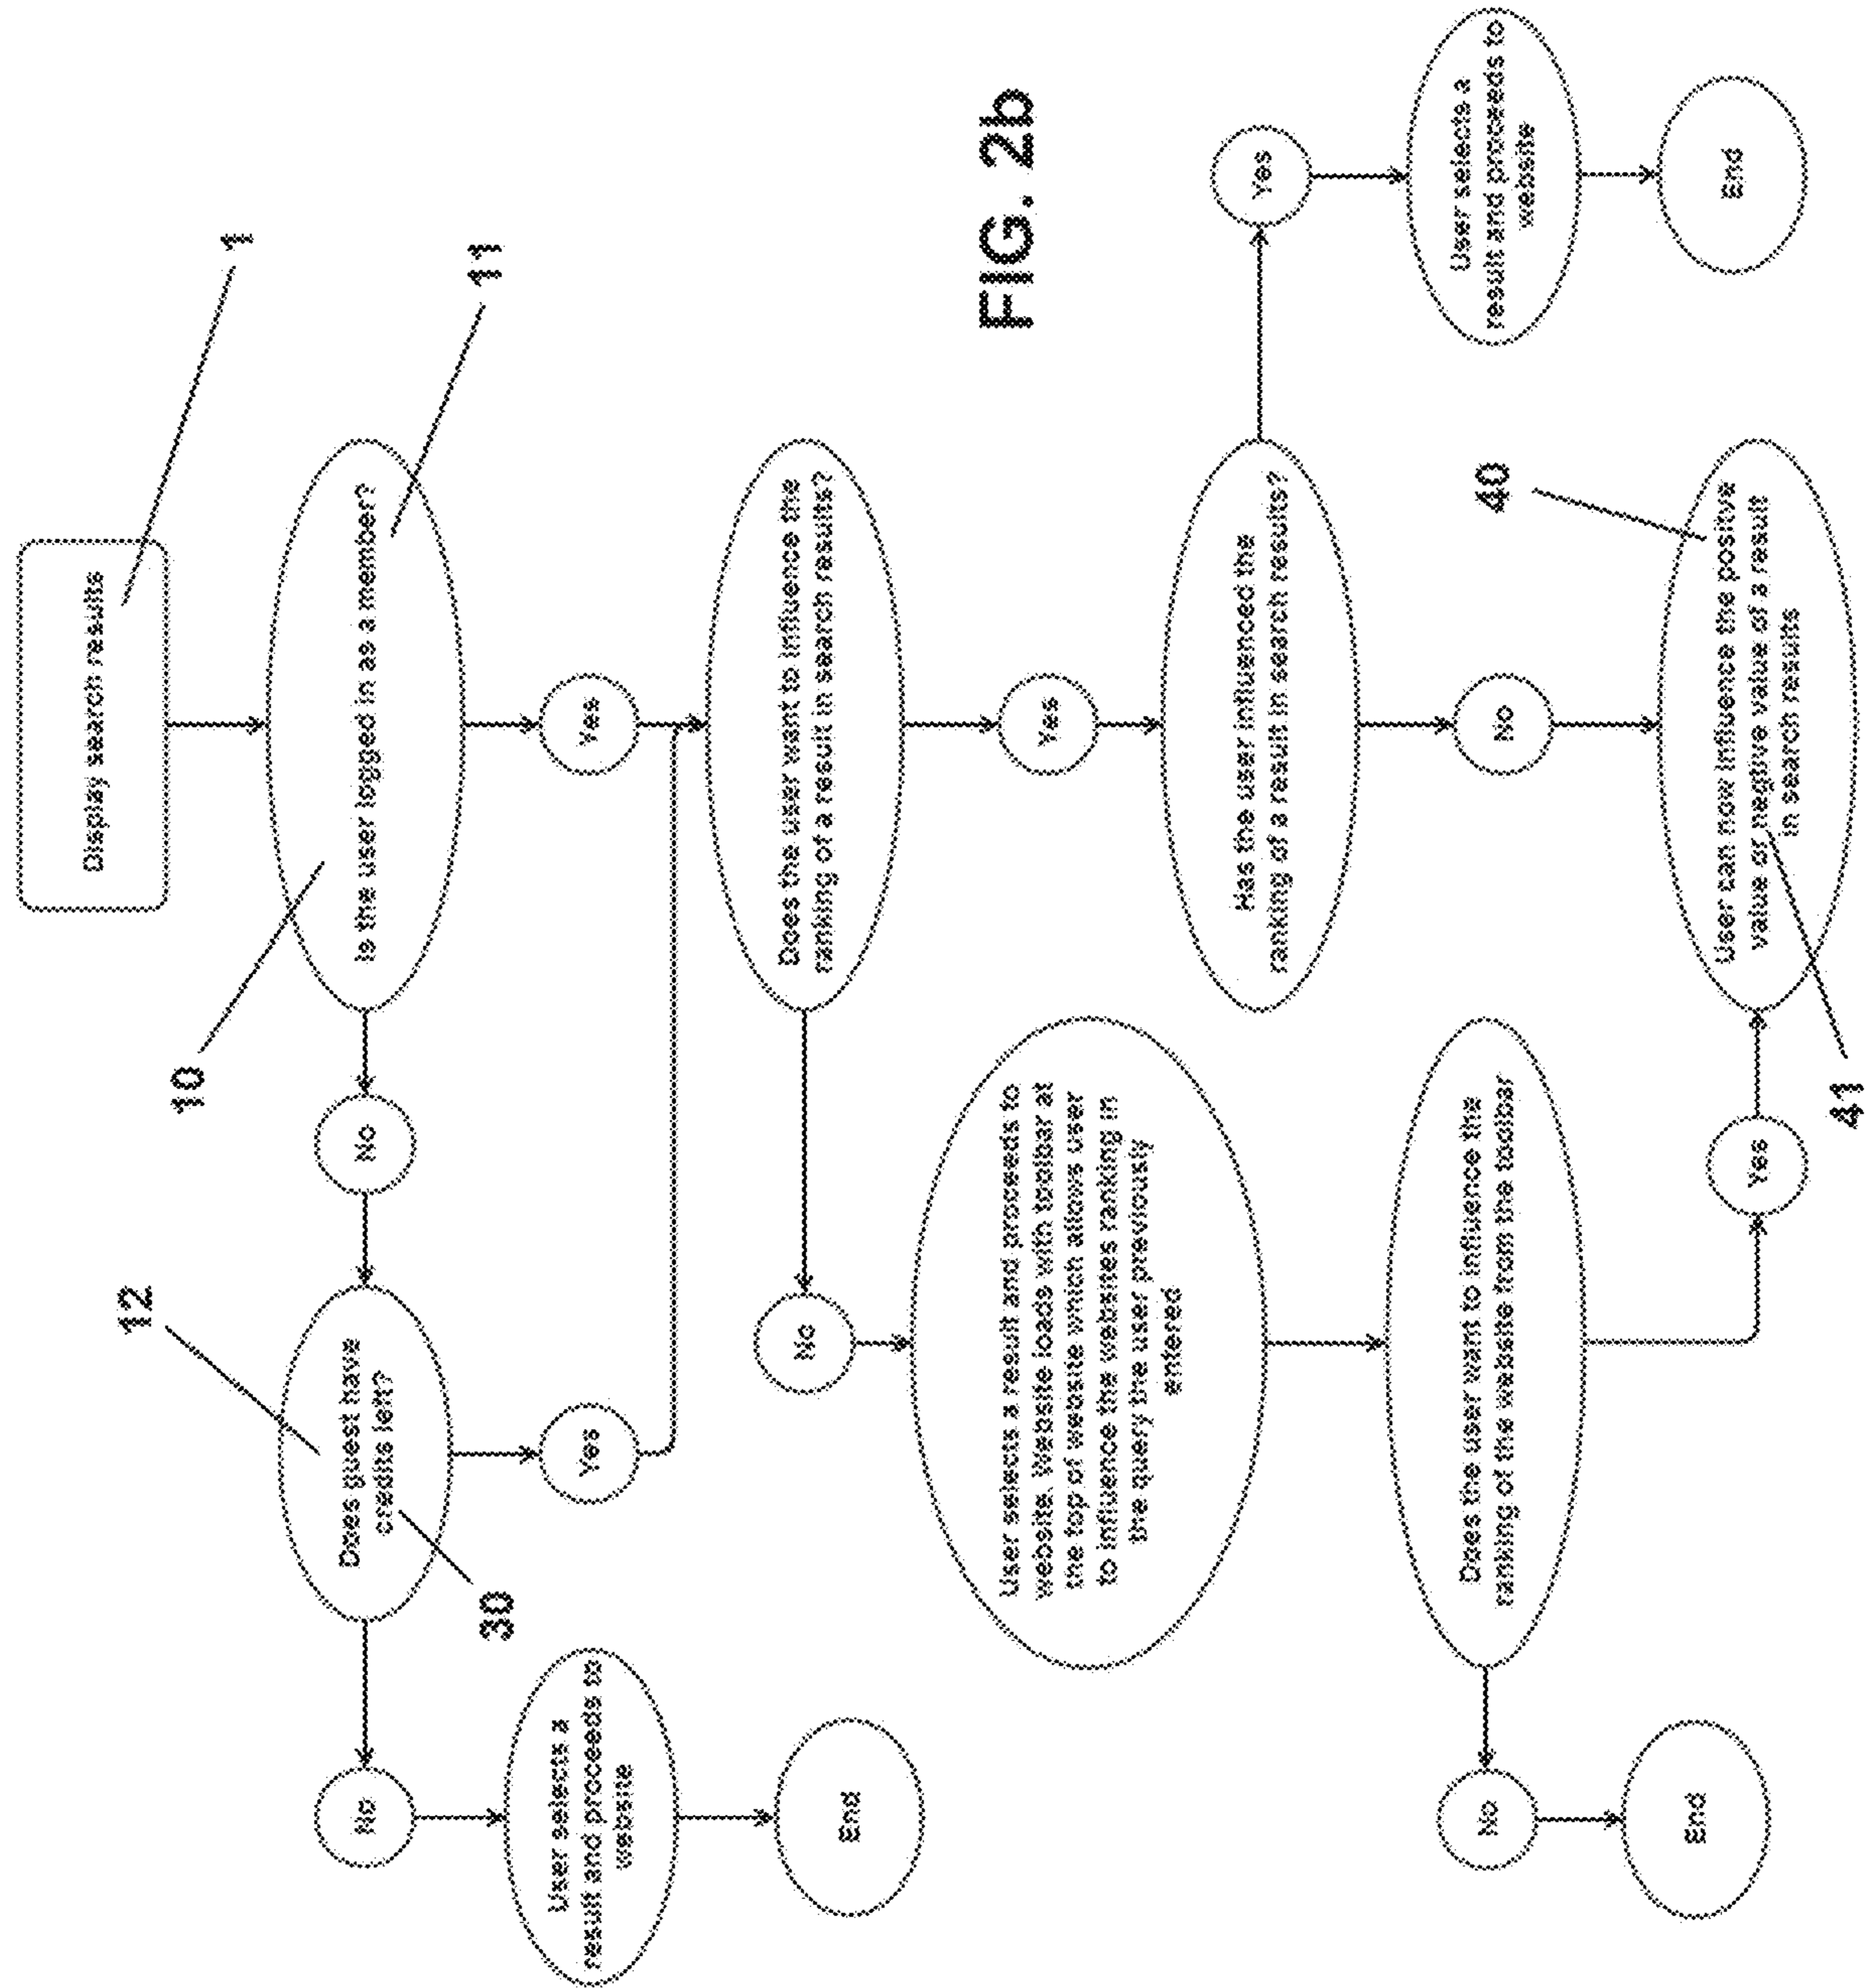 Display search results
1
10
Is the user logged in as a member?
11
No
12
Does guest have
credits left?
30
Yes
Yes
No
User selects a
result and proceeds to
website
End
Does the user want to influence the
ranking of a result in search results?
No
Yes
User selects a result and proceeds to
website. Website loads with toolbar at
the top of website which allows user
to influence the websites ranking in
the query the user previously
entered
FIG. 2b
Has the user influenced the
ranking of a result in search results?
Yes
User selects a
result and proceeds to
website
End
No
Does the user want to influence the
ranking of the website from the toolbar
No
End
Yes
40
User can now influence the positive
value or negtive value of a result
in search results
41